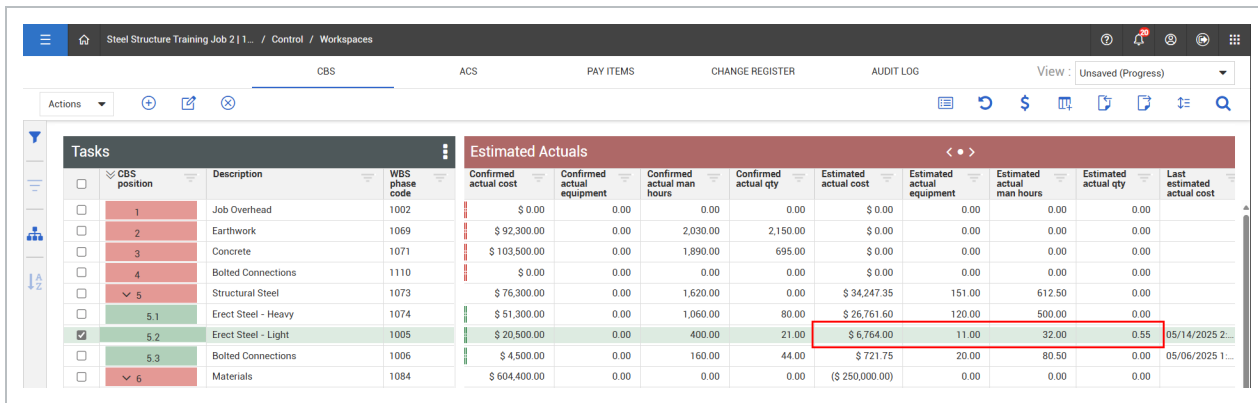 Steel Structure Training Job 2 | 1... / Control / Workspaces
20
CBS ACS PAY ITEMS CHANGE REGISTER AUDIT LOG View : Unsaved (Progress)
Actions
Tasks Estimated Actuals
CBS position Description WBS phase code Confirmed actual cost Confirmed actual equipment Confirmed actual man hours Confirmed actual qty Estimated actual cost Estimated actual equipment Estimated actual man hours Estimated actual qty Last estimated actual cost
1 Job Overhead 1002 $ 0.00 0.00 0.00 0.00 $ 0.00 0.00 0.00 0.00
2 Earthwork 1069 $ 92,300.00 0.00 2,030.00 2,150.00 $ 0.00 0.00 0.00 0.00
3 Concrete 1071 $ 103,500.00 0.00 1,890.00 695.00 $ 0.00 0.00 0.00 0.00
4 Bolted Connections 1110 $ 0.00 0.00 0.00 0.00 $ 0.00 0.00 0.00 0.00
5 Structural Steel 1073 $ 76,300.00 0.00 1,620.00 0.00 $ 34,247.35 151.00 612.50 0.00
5.1 Erect Steel - Heavy 1074 $ 51,300.00 0.00 1,060.00 80.00 $ 26,761.60 120.00 500.00 0.00
5.2 Erect Steel - Light 1005 $ 20,500.00 0.00 400.00 21.00 $ 6,764.00 11.00 32.00 0.55 05/14/2025 2:...
5.3 Bolted Connections 1006 $ 4,500.00 0.00 160.00 44.00 $ 721.75 20.00 80.50 0.00 05/06/2025 1:...
6 Materials 1084 $ 604,400.00 0.00 0.00 0.00 ($ 250,000.00) 0.00 0.00 0.00